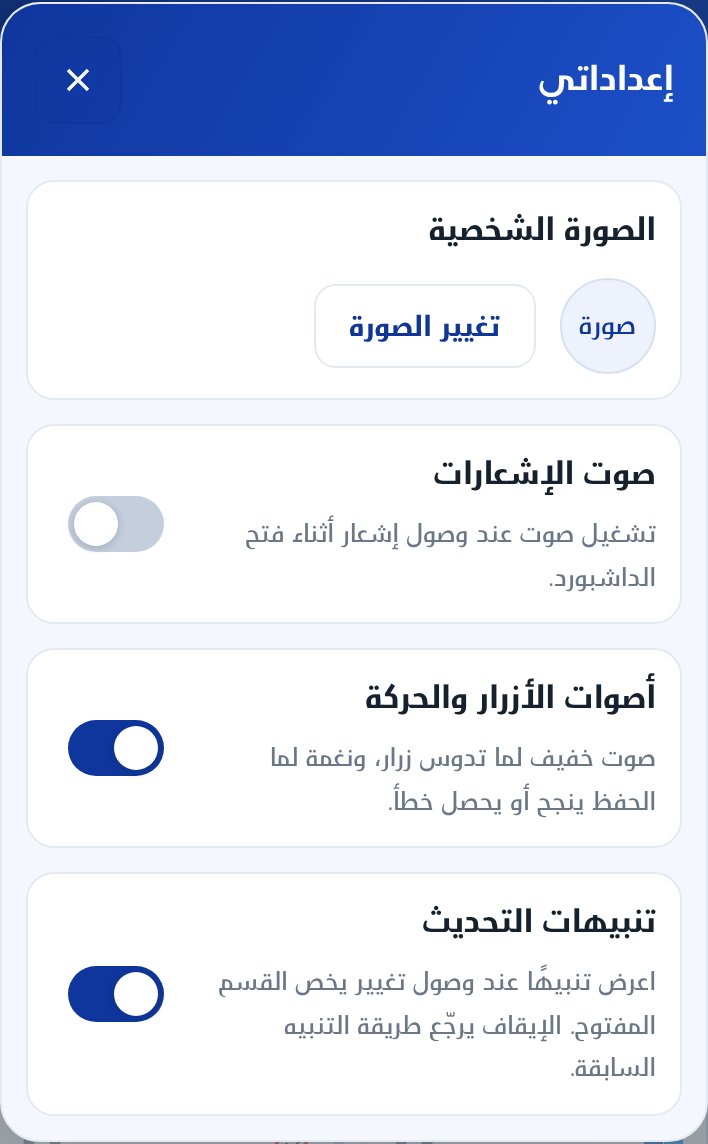 إعداداتي
الصورة الشخصية
صورة
تغيير الصورة
صوت الإشعارات
تشغيل صوت عند وصول إشعار أثناء فتح
الداشبورد.
أصوات الأزرار والحركة
صوت خفيف لما تدوس زرار، ونغمة لما
الحفظ ينجح أو يحصل خطأ.
تنبيهات التحديث
اعرض تنبيهًا عند وصول تغيير يخص القسم
المفتوح. الإيقاف يرجّع طريقة التنبيه
السابقة.